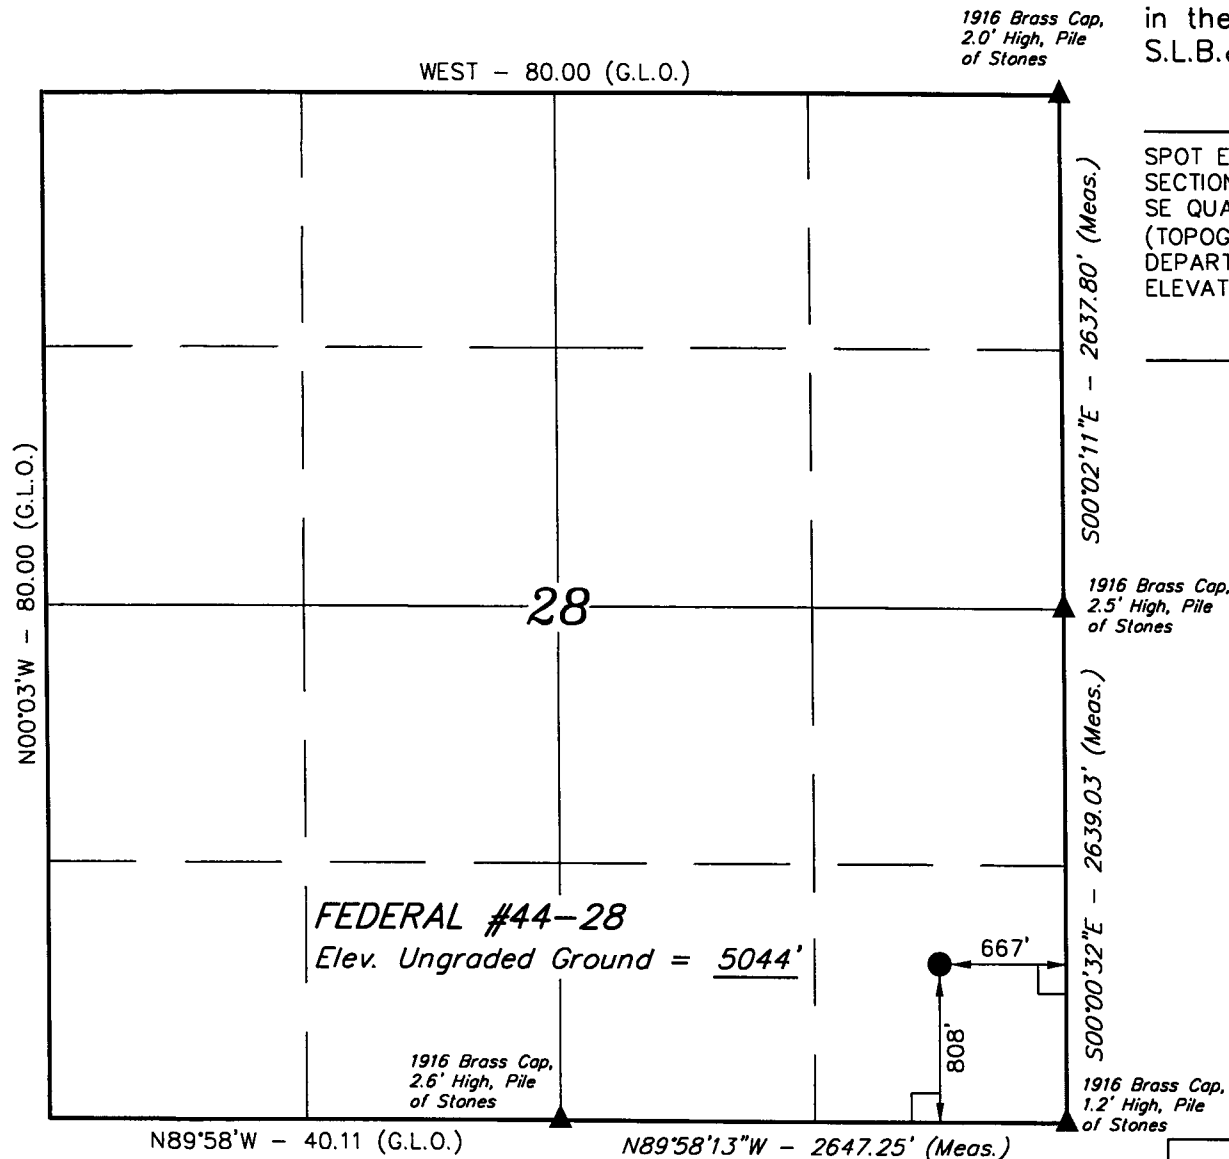 1916 Brass Cap,
2.0' High, Pile
of Stones
in the
S.L.B.
WEST – 80.00 (G.L.O.)
SPOT E
SECTION
SE QUA
(TOPOG
DEPART
ELEVAT
S00°02'11"E – 2637.80' (Meas.)
N00°03'W – 80.00 (G.L.O.)
28
1916 Brass Cap,
2.5' High, Pile
of Stones
S00°00'32"E – 2639.03' (Meas.)
FEDERAL #44-28
Elev. Ungraded Ground = 5044'
667'
808'
1916 Brass Cap,
2.6' High, Pile
of Stones
1916 Brass Cap,
1.2' High, Pile
of Stones
N89°58'W – 40.11 (G.L.O.)
N89°58'13"W – 2647.25' (Meas.)